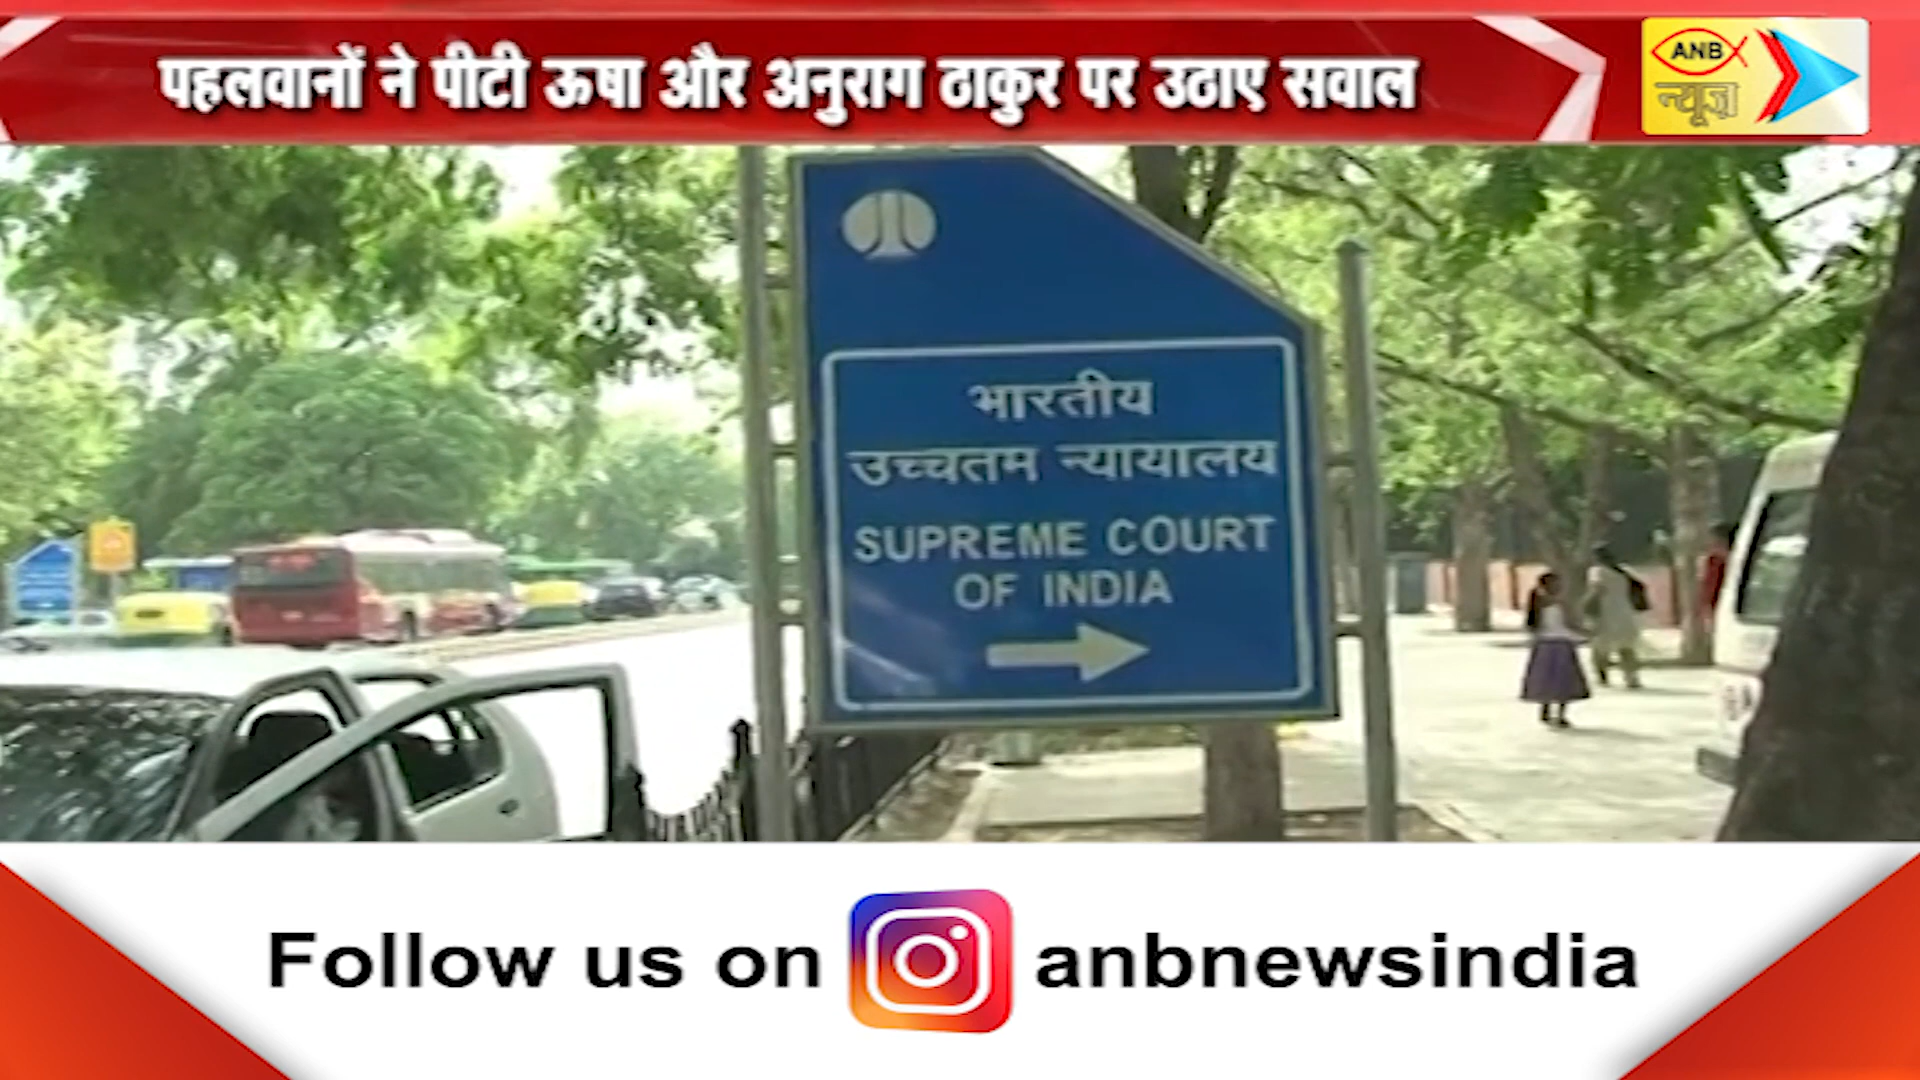 पहलवानों ने पीटी ऊषा और अनुराग ठाकुर पर उठाए सवाल
ANB
न्यूज़
भारतीय
उच्चतम न्यायालय
SUPREME COURT
OF INDIA
Follow us on anbnewsindia